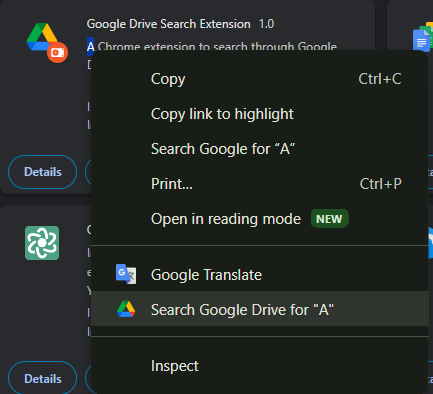 Google Drive Search Extension 1.0
A Chrome extension to search through Google
D
Copy Ctrl+C
Copy link to highlight
Search Google for “A”
Print... Ctrl+P
Details
Open in reading mode NEW
Google Translate
Search Google Drive for "A"
Inspect
Details